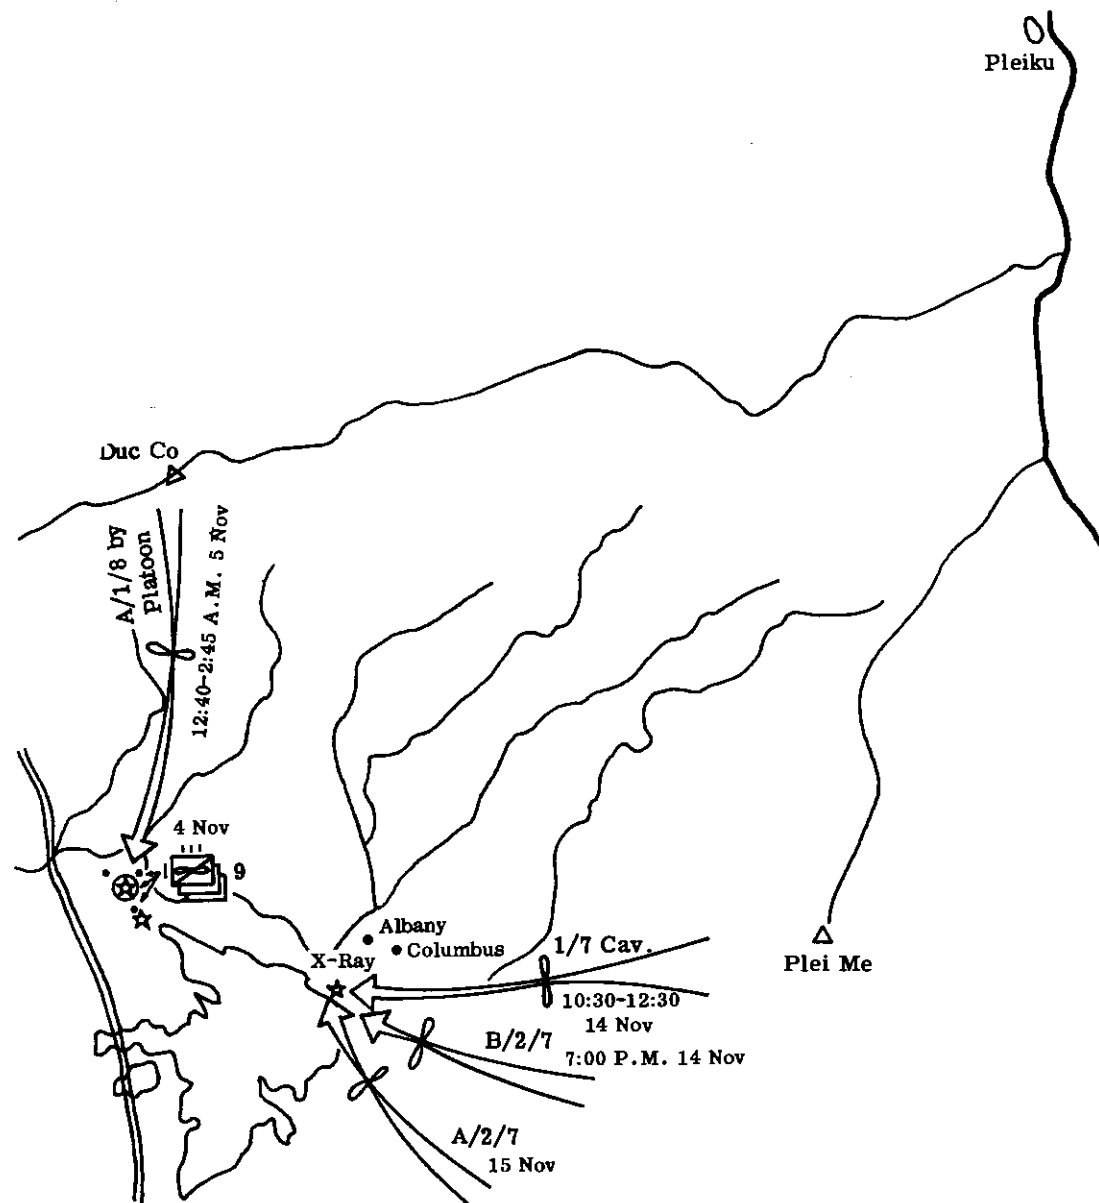 Pleiku
Duc Co
A/1/8 by
Platoon
12:40-2:45 A.M. 5 Nov
4 Nov
9
Albany
Columbus
X-Ray
1/7 Cav.
Plei Me
10:30-12:30
14 Nov
B/2/7
7:00 P.M. 14 Nov
A/2/7
15 Nov